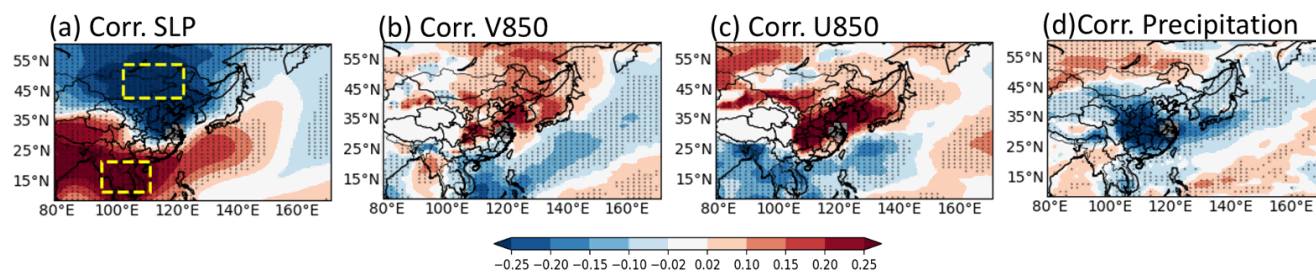 (a) Corr. SLP
(b) Corr. V850
(c) Corr. U850
(d)Corr. Precipitation
55°N
45°N
35°N
25°N
15°N
80°E 100°E 120°E 140°E 160°E
55°N
45°N
35°N
25°N
15°N
80°E 100°E 120°E 140°E 160°E
55°N
45°N
35°N
25°N
15°N
80°E 100°E 120°E 140°E 160°E
55°N
45°N
35°N
25°N
15°N
80°E 100°E 120°E 140°E 160°E
−0.25 −0.20 −0.15 −0.10 −0.02 0.02 0.10 0.15 0.20 0.25